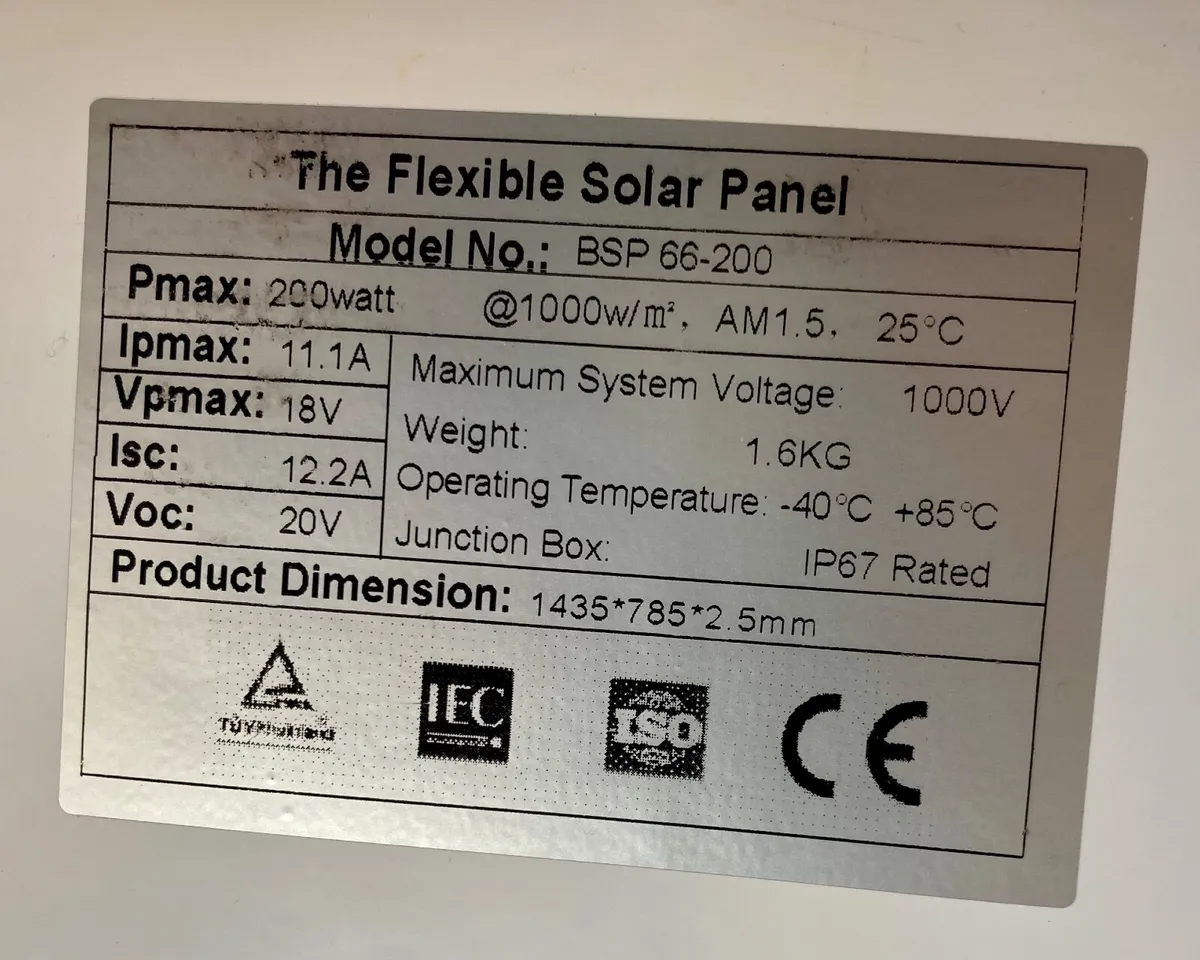 The Flexible Solar Panel
Model No.: BSP 66-200
Pmax: 200watt @1000w/m², AM1.5, 25°C
Ipmax: 11.1A
Vpmax: 18V
Isc: 12.2A
Voc: 20V
Maximum System Voltage: 1000V
Weight: 1.6KG
Operating Temperature: -40°C +85°C
Junction Box: IP67 Rated
Product Dimension: 1435*785*2.5mm
IEC
ISO
CE